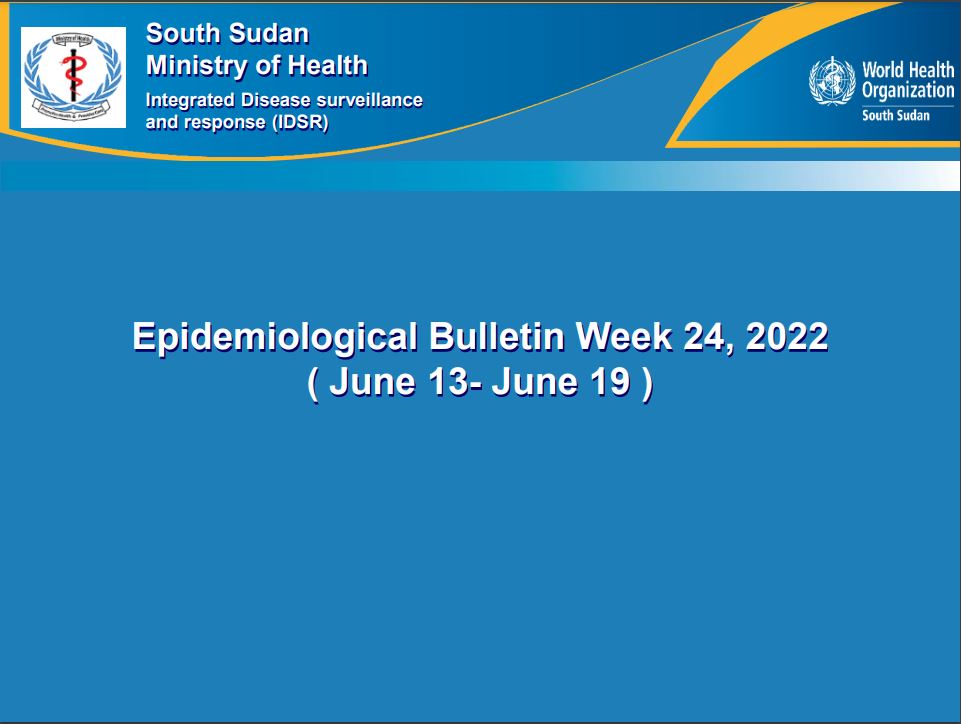 South Sudan
Ministry of Health
Integrated Disease surveillance
and response (IDSR)
World Health
Organization
South Sudan
Epidemiological Bulletin Week 24, 2022
( June 13- June 19 )